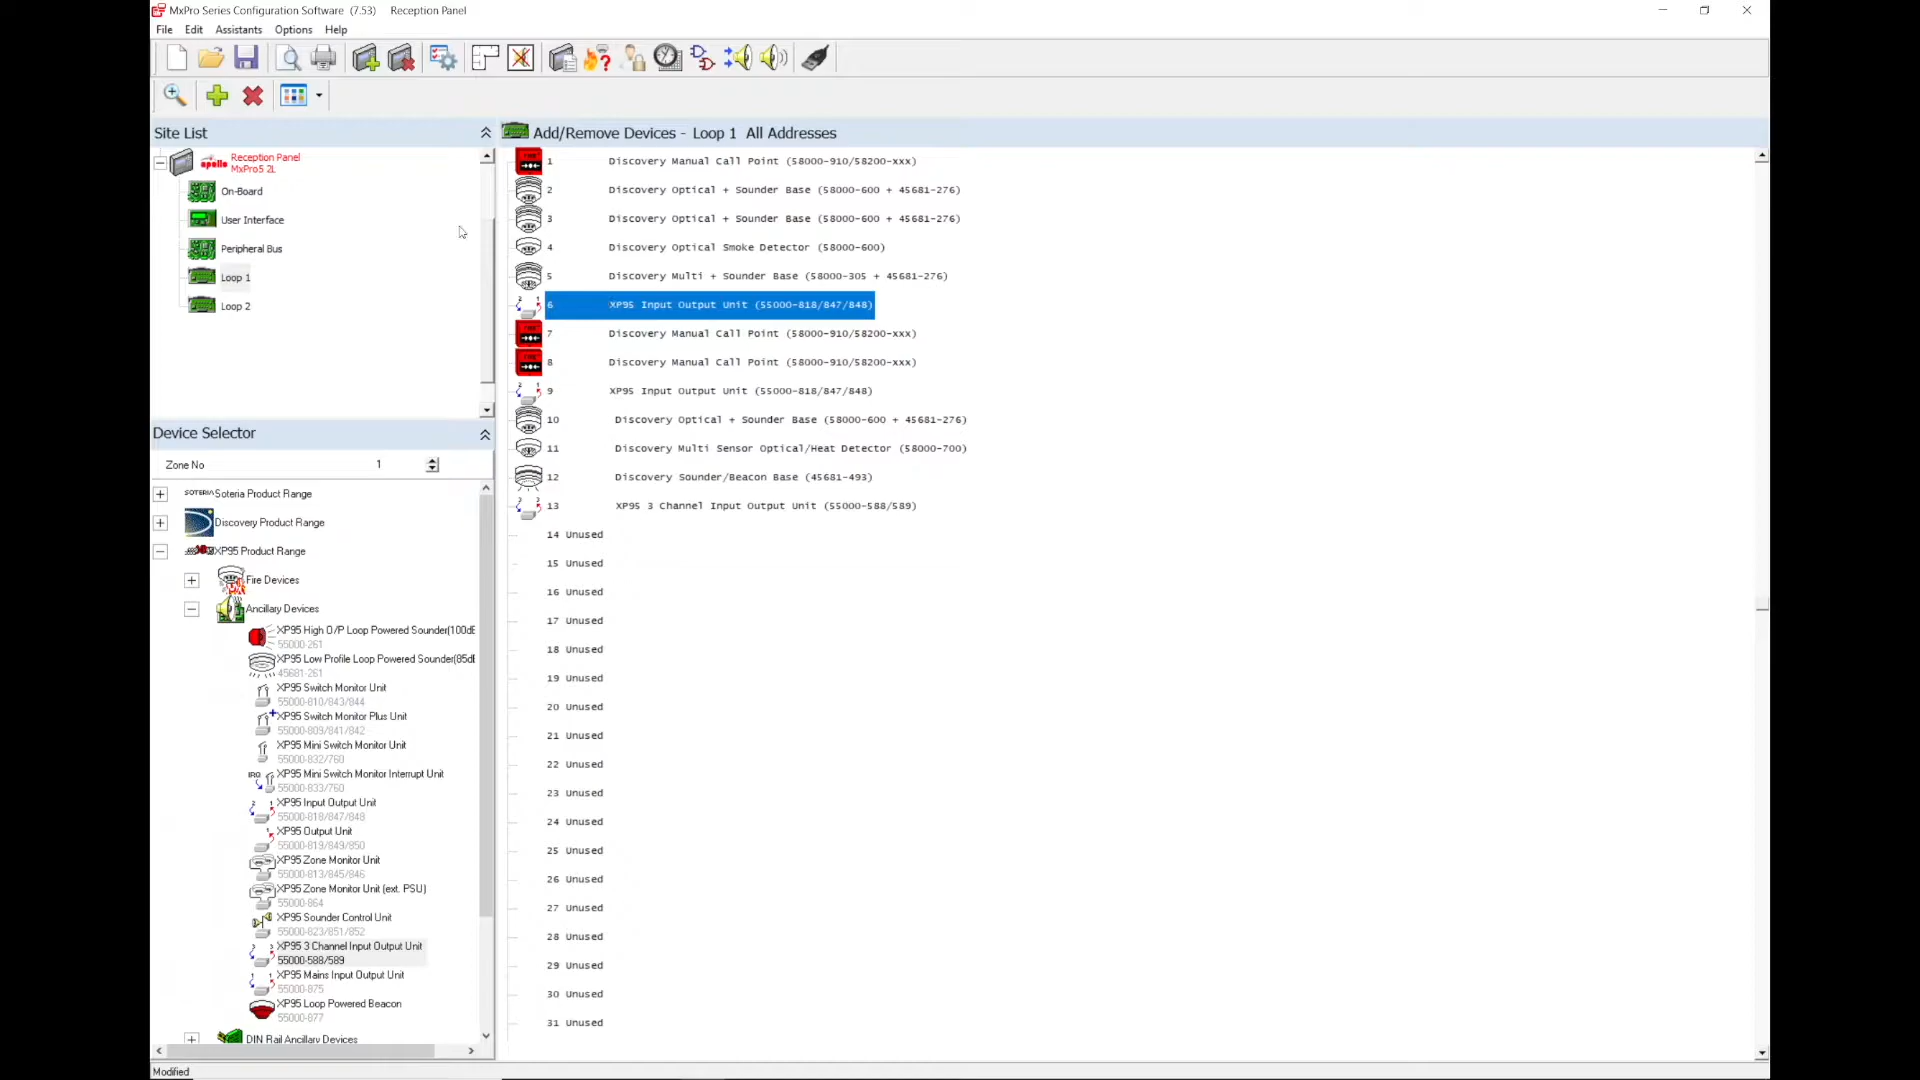 MxPro Series Configuration Software (7.53) Reception Panel
File Edit Assistants Options Help
Site List
apollo Reception Panel
MxPro5 2L
On-Board
User Interface
Peripheral Bus
Loop 1
Loop 2
Device Selector
Zone No 1
SOTERIA Soteria Product Range
Discovery Product Range
XP95 Product Range
Fire Devices
Ancillary Devices
XP95 High O/P Loop Powered Sounder(100dB
55000-261
XP95 Low Profile Loop Powered Sounder(85dB
45681-261
XP95 Switch Monitor Unit
55000-810/843/844
XP95 Switch Monitor Plus Unit
55000-809/841/842
XP95 Mini Switch Monitor Unit
55000-832/760
IRQ XP95 Mini Switch Monitor Interrupt Unit
55000-833/760
XP95 Input Output Unit
55000-818/847/848
XP95 Output Unit
55000-819/849/850
XP95 Zone Monitor Unit
55000-813/845/846
XP95 Zone Monitor Unit (ext. PSU)
55000-864
XP95 Sounder Control Unit
55000-823/851/852
XP95 3 Channel Input Output Unit
55000-588/589
XP95 Mains Input Output Unit
55000-875
XP95 Loop Powered Beacon
55000-877
DIN Rail Ancillary Devices
Add/Remove Devices - Loop 1 All Addresses
1 Discovery Manual Call Point (58000-910/58200-xxx)
2 Discovery Optical + Sounder Base (58000-600 + 45681-276)
3 Discovery Optical + Sounder Base (58000-600 + 45681-276)
4 Discovery Optical Smoke Detector (58000-600)
5 Discovery Multi + Sounder Base (58000-305 + 45681-276)
6 XP95 Input Output Unit (55000-818/847/848)
7 Discovery Manual Call Point (58000-910/58200-xxx)
8 Discovery Manual Call Point (58000-910/58200-xxx)
9 XP95 Input Output Unit (55000-818/847/848)
10 Discovery Optical + Sounder Base (58000-600 + 45681-276)
11 Discovery Multi Sensor Optical/Heat Detector (58000-700)
12 Discovery Sounder/Beacon Base (45681-493)
13 XP95 3 Channel Input Output Unit (55000-588/589)
14 Unused
15 Unused
16 Unused
17 Unused
18 Unused
19 Unused
20 Unused
21 Unused
22 Unused
23 Unused
24 Unused
25 Unused
26 Unused
27 Unused
28 Unused
29 Unused
30 Unused
31 Unused
Modified